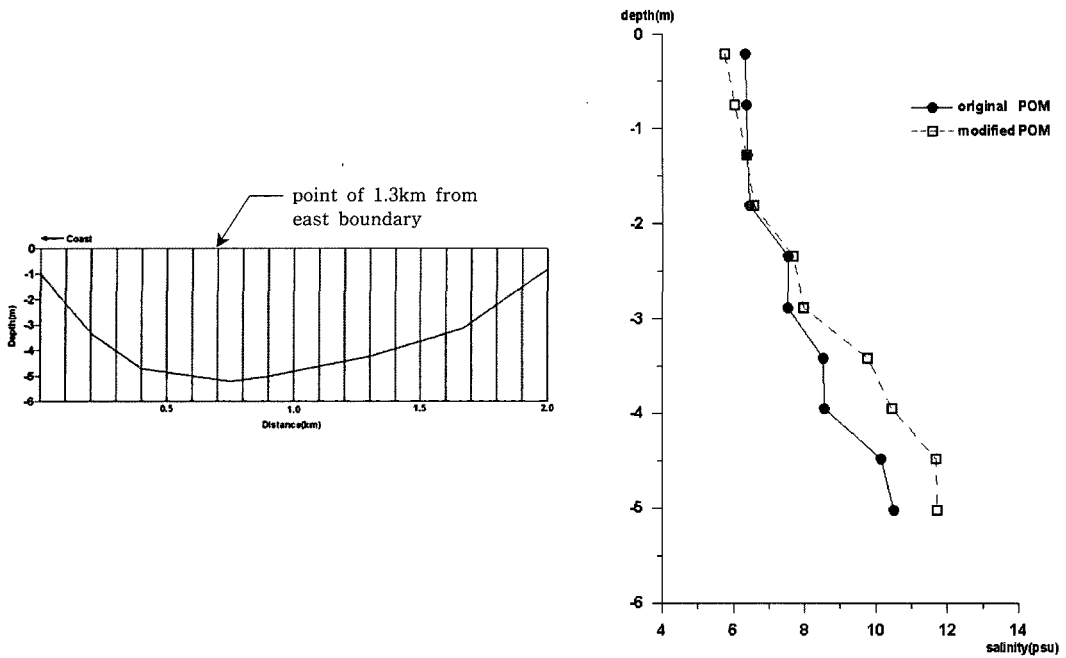 point of 1.3km from
east boundary
Coast
0
-1
-2
-3
-4
-5
-6
Depth(m)
0.5
1.0
1.5
2.0
Distance(km)
depth(m)
0
-1
-2
-3
-4
-5
-6
4
6
8
10
12
14
salinity(psu)
original POM
modified POM